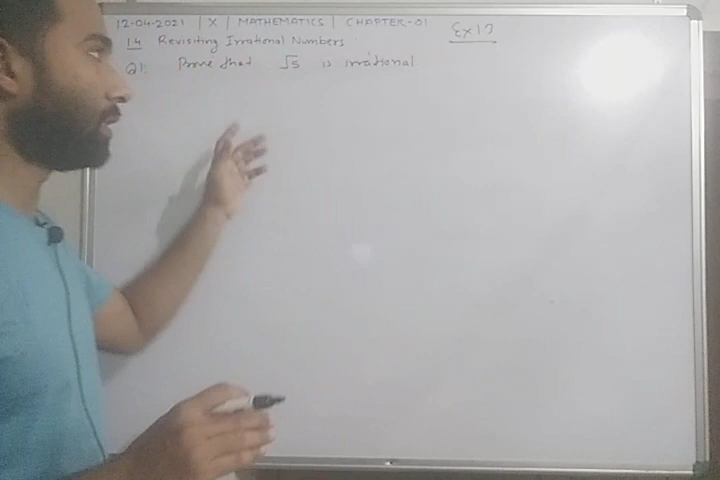 12-04-2021 | X | MATHEMATICS | CHAPTER-01
Ex 1.3
1.4 Revisiting Irrational Numbers
Q1. Prove that √5 is irrational